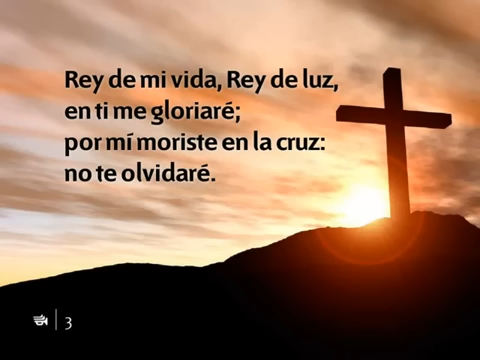 Rey de mi vida, Rey de luz,
en ti me gloriaré;
por mí moriste en la cruz:
no te olvidaré.
3